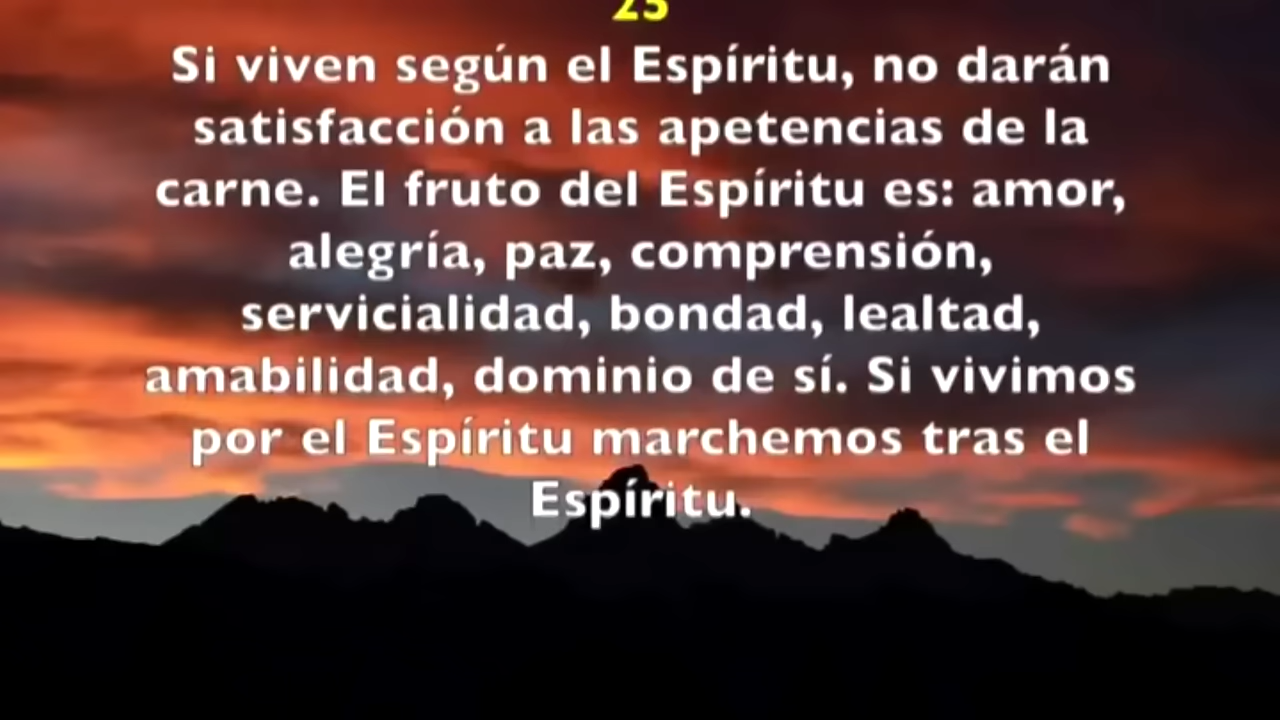 Si viven según el Espíritu, no darán
satisfacción a las apetencias de la
carne. El fruto del Espíritu es: amor,
alegría, paz, comprensión,
servicialidad, bondad, lealtad,
amabilidad, dominio de sí. Si vivimos
por el Espíritu marchemos tras el
Espíritu.